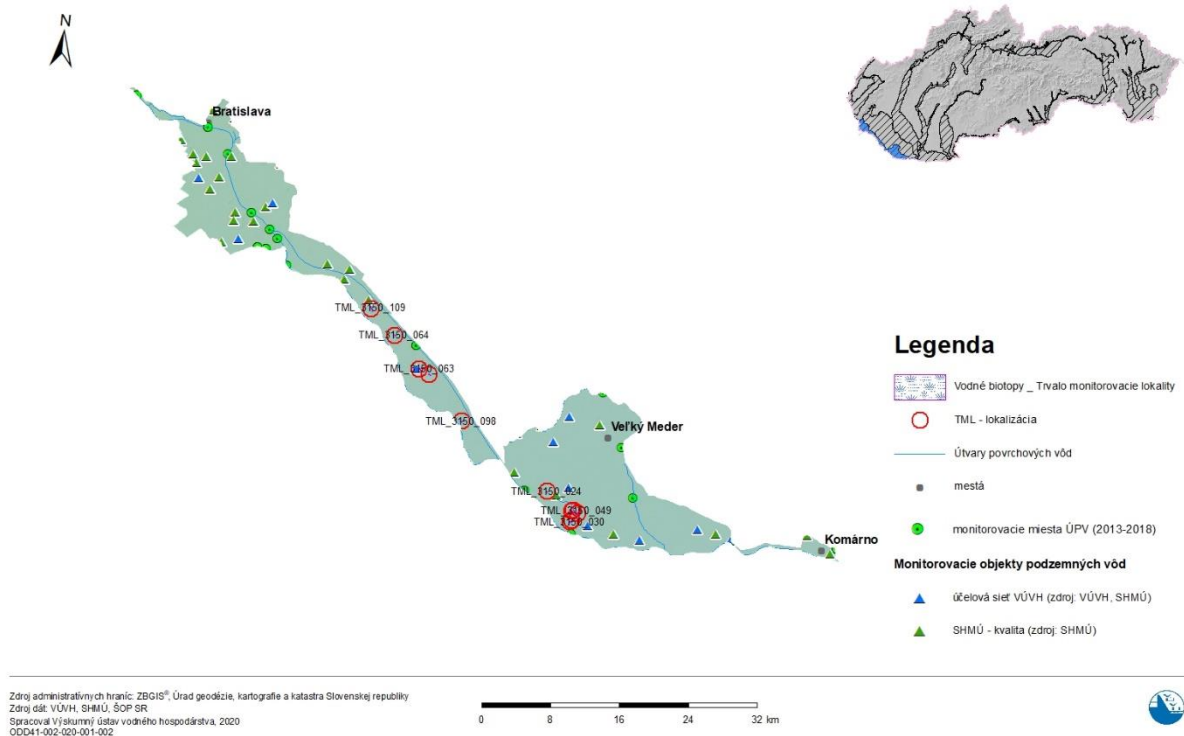 N
Bratislava
TML_3150_109
TML_3150_064
TML_3150_063
TML_3150_098
Veľký Meder
TML_3150_024
TML_3150_049
TML_3150_030
Komárno
Legenda
Vodné biotopy _ Trvalo monitorovacie lokality
TML - lokalizácia
Útvary povrchových vôd
mestá
monitorovacie miesta ÚPV (2013-2018)
Monitorovacie objekty podzemných vôd
účelová sieť VÚVH (zdroj: VÚVH, SHMÚ)
SHMÚ - kvalita (zdroj: SHMÚ)
Zdroj administratívnych hraníc: ZBGIS®, Úrad geodézie, kartografie a katastra Slovenskej republiky
Zdroj dát: VÚVH, SHMÚ, ŠOP SR
Spracoval Výskumný ústav vodného hospodárstva, 2020
ODD41-002-020-001-002
0 8 16 24 32 km